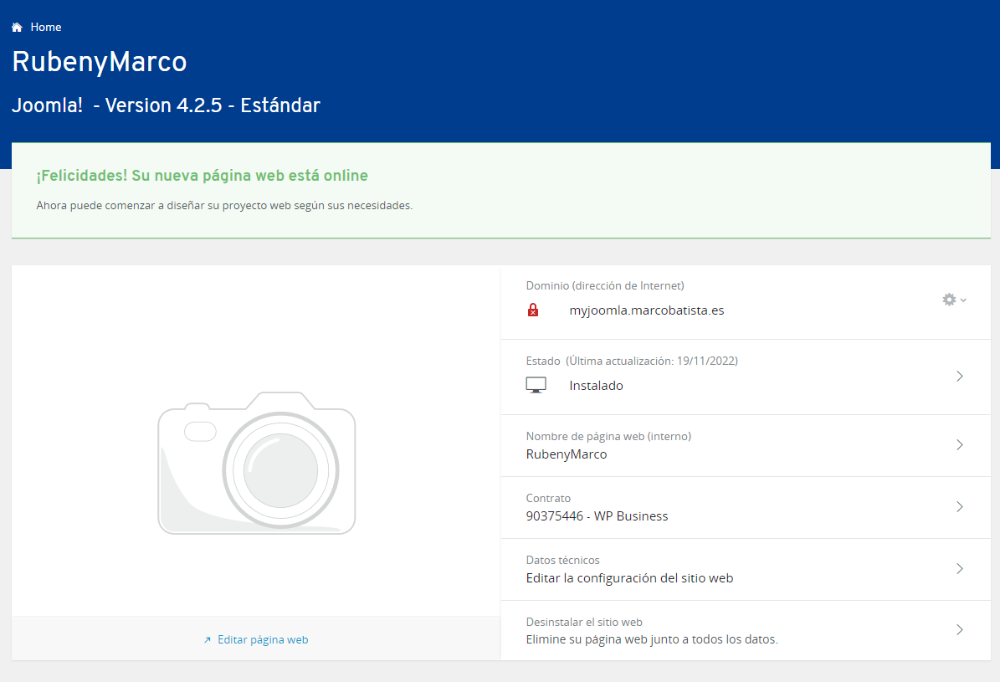 Home
RubenyMarco
Joomla!  - Version 4.2.5 - Estándar
¡Felicidades! Su nueva página web está online
Ahora puede comenzar a diseñar su proyecto web según sus necesidades.
Dominio (dirección de Internet)
myjoomla.marcobatista.es
Estado  (Última actualización: 19/11/2022)
Instalado
Nombre de página web (interno)
RubenyMarco
Contrato
90375446 - WP Business
Datos técnicos
Editar la configuración del sitio web
Desinstalar el sitio web
Elimine su página web junto a todos los datos.
Editar página web